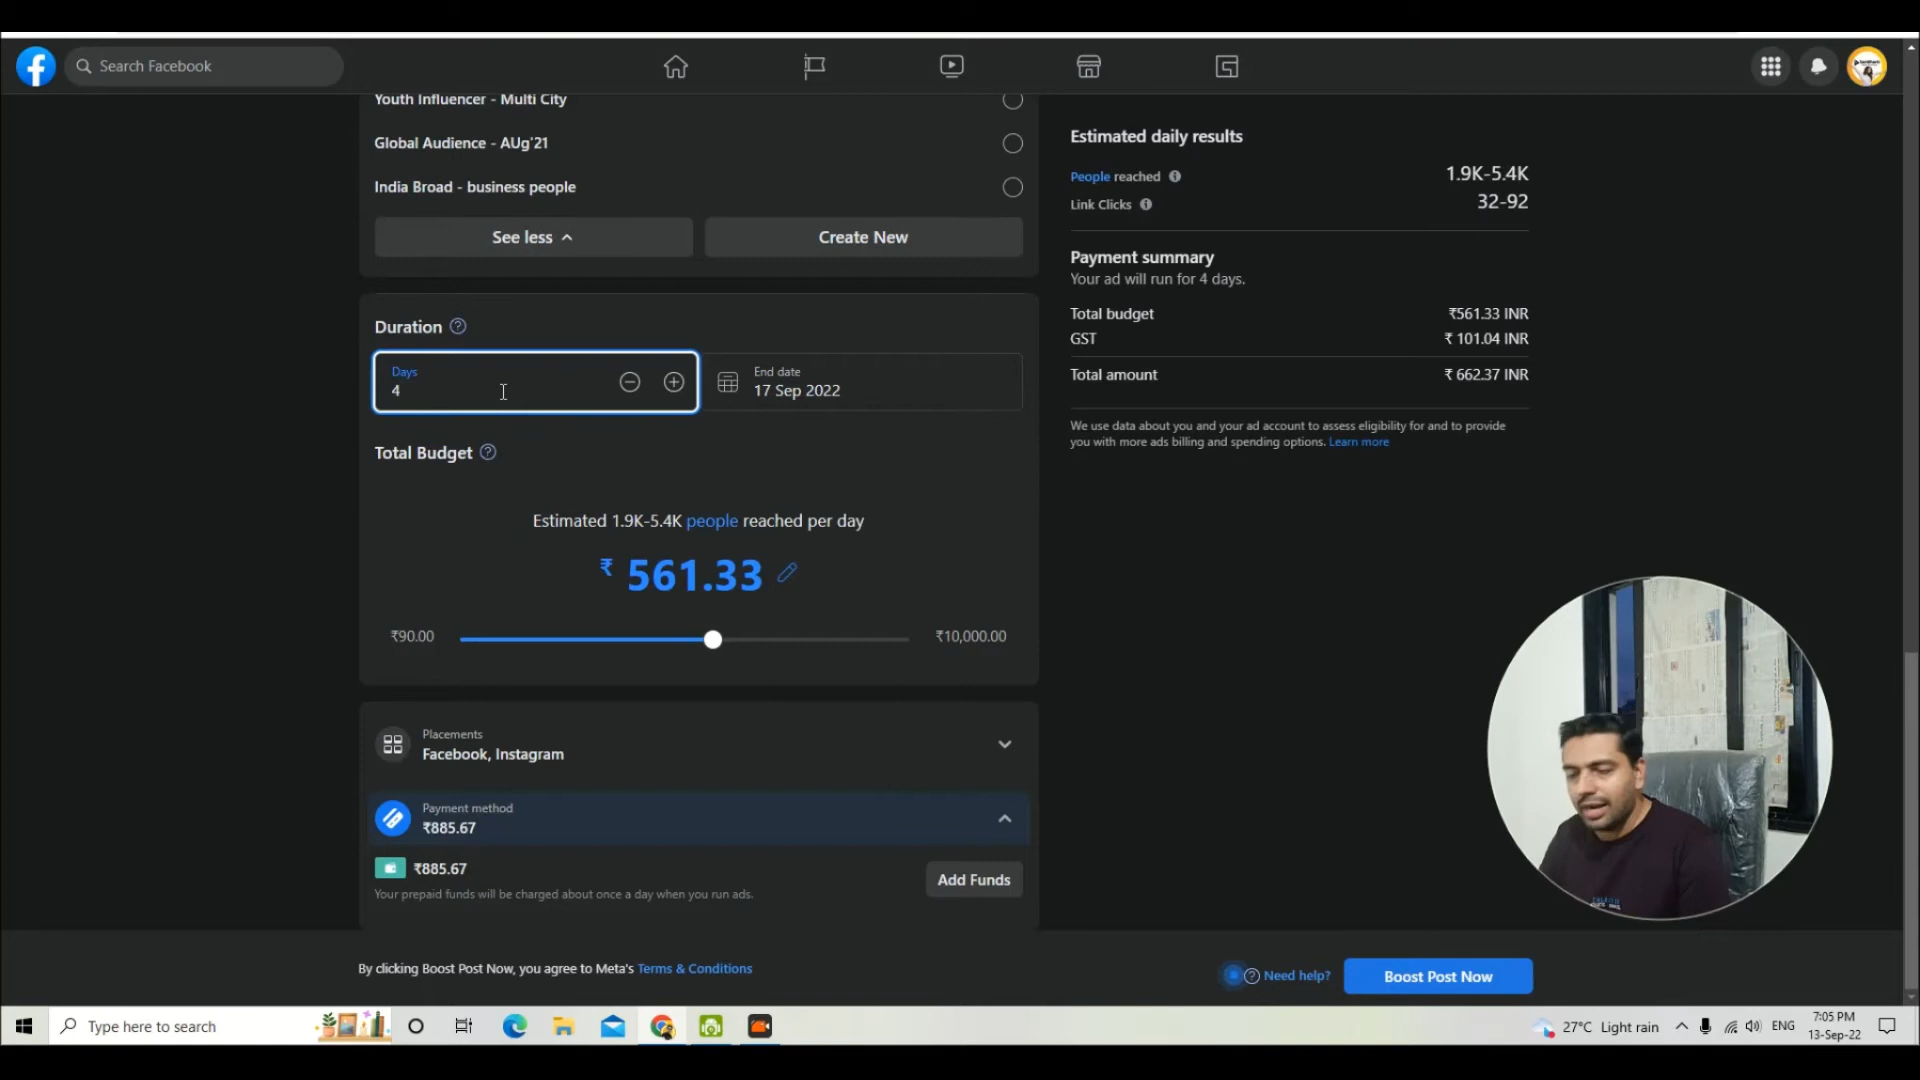 Search Facebook
Youth Influencer - Multi City
Global Audience - AUg'21
India Broad - business people
See less
Create New
Duration
Days
4
End date
17 Sep 2022
Total Budget
Estimated 1.9K-5.4K people reached per day
₹ 561.33
₹90.00
₹10,000.00
Placements
Facebook, Instagram
Payment method
₹885.67
₹885.67
Your prepaid funds will be charged about once a day when you run ads.
Add Funds
Estimated daily results
People reached
1.9K-5.4K
Link Clicks
32-92
Payment summary
Your ad will run for 4 days.
Total budget
₹561.33 INR
GST
₹ 101.04 INR
Total amount
₹ 662.37 INR
We use data about you and your ad account to assess eligibility for and to provide
you with more ads billing and spending options. Learn more
By clicking Boost Post Now, you agree to Meta's Terms & Conditions
Need help?
Boost Post Now
Type here to search
27°C Light rain
ENG
7:05 PM
13-Sep-22